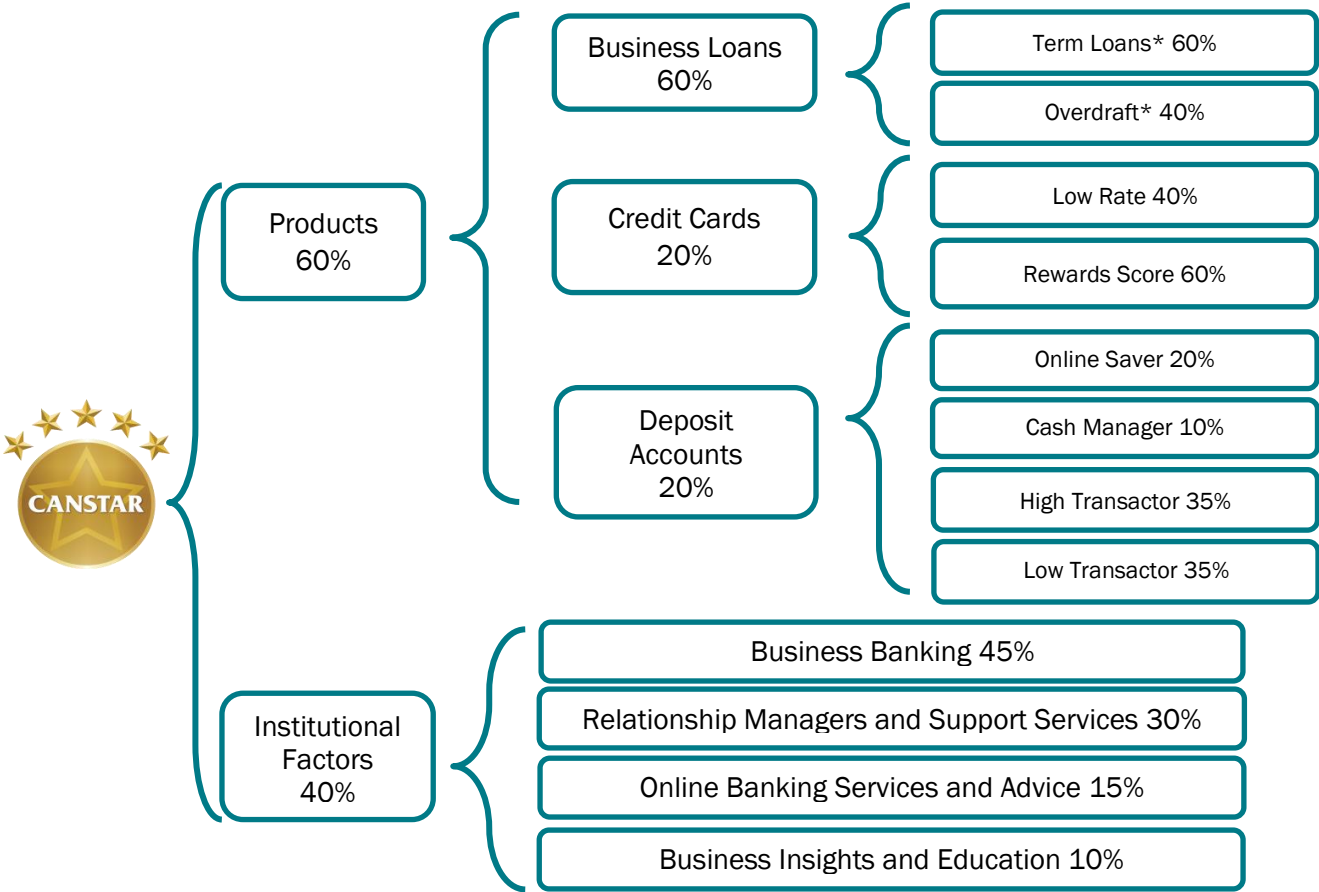 CANSTAR
Products
60%
Business Loans
60%
Term Loans* 60%
Overdraft* 40%
Credit Cards
20%
Low Rate 40%
Rewards Score 60%
Deposit
Accounts
20%
Online Saver 20%
Cash Manager 10%
High Transactor 35%
Low Transactor 35%
Institutional
Factors
40%
Business Banking 45%
Relationship Managers and Support Services 30%
Online Banking Services and Advice 15%
Business Insights and Education 10%